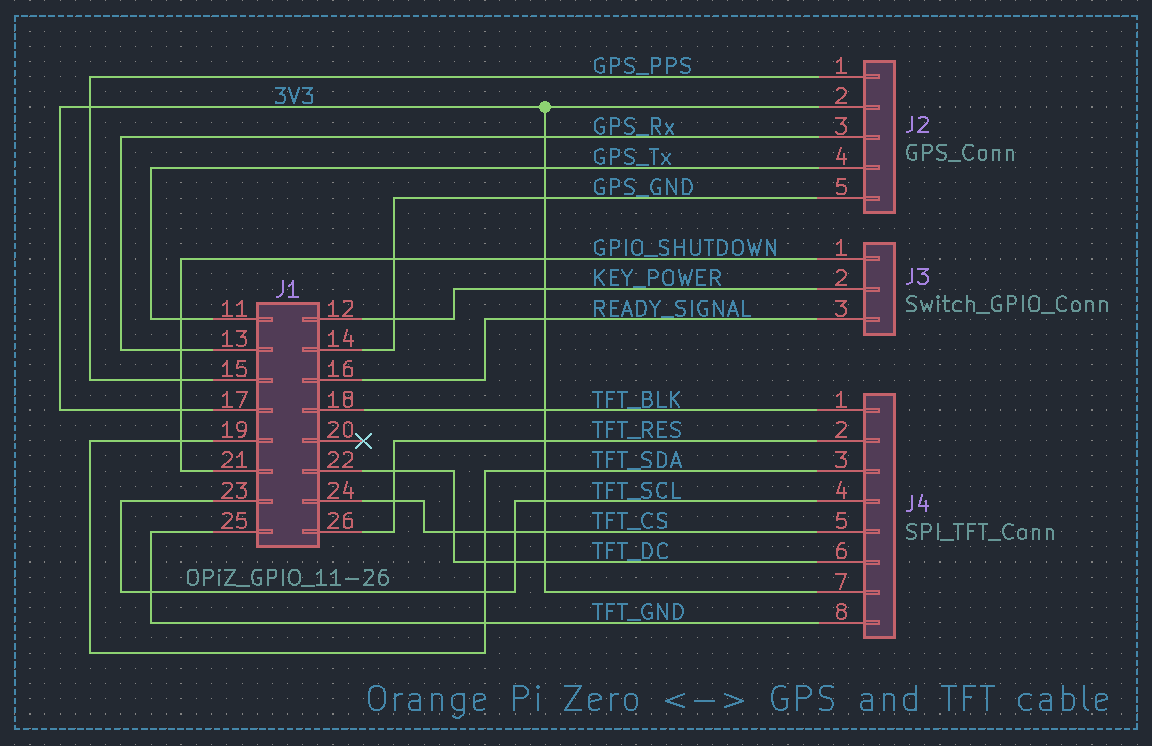 GPS_PPS 1
3V3 2
GPS_Rx 3
J2
GPS_Tx 4
GPS_Conn
GPS_GND 5
GPIO_SHUTDOWN 1
KEY_POWER 2
J3
READY_SIGNAL 3
Switch_GPIO_Conn
J1
11 12
13 14
15 16
17 18
19 20
21 22
23 24
25 26
OPiZ_GPIO_11-26
TFT_BLK 1
TFT_RES 2
TFT_SDA 3
TFT_SCL 4
J4
TFT_CS 5
SPI_TFT_Conn
TFT_DC 6
7
TFT_GND 8
Orange Pi Zero <-> GPS and TFT cable